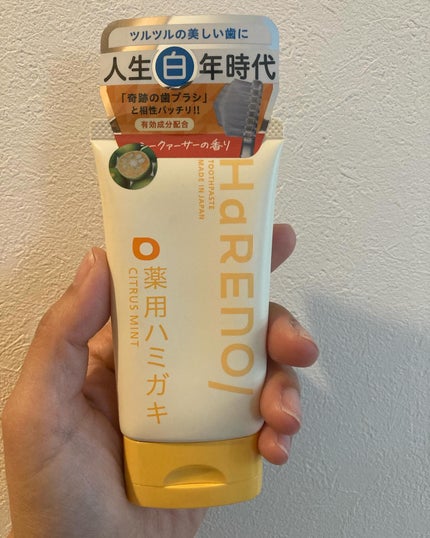 ツルツルの美しい歯に
人生白年時代
「奇跡の歯ブラシ」
と相性バッチリ!!
有効成分配合
シークヮーサーの香り
HaRENO/
TOOTHPASTE
MADE IN JAPAN
薬用ハミガキ
CITRUS MINT